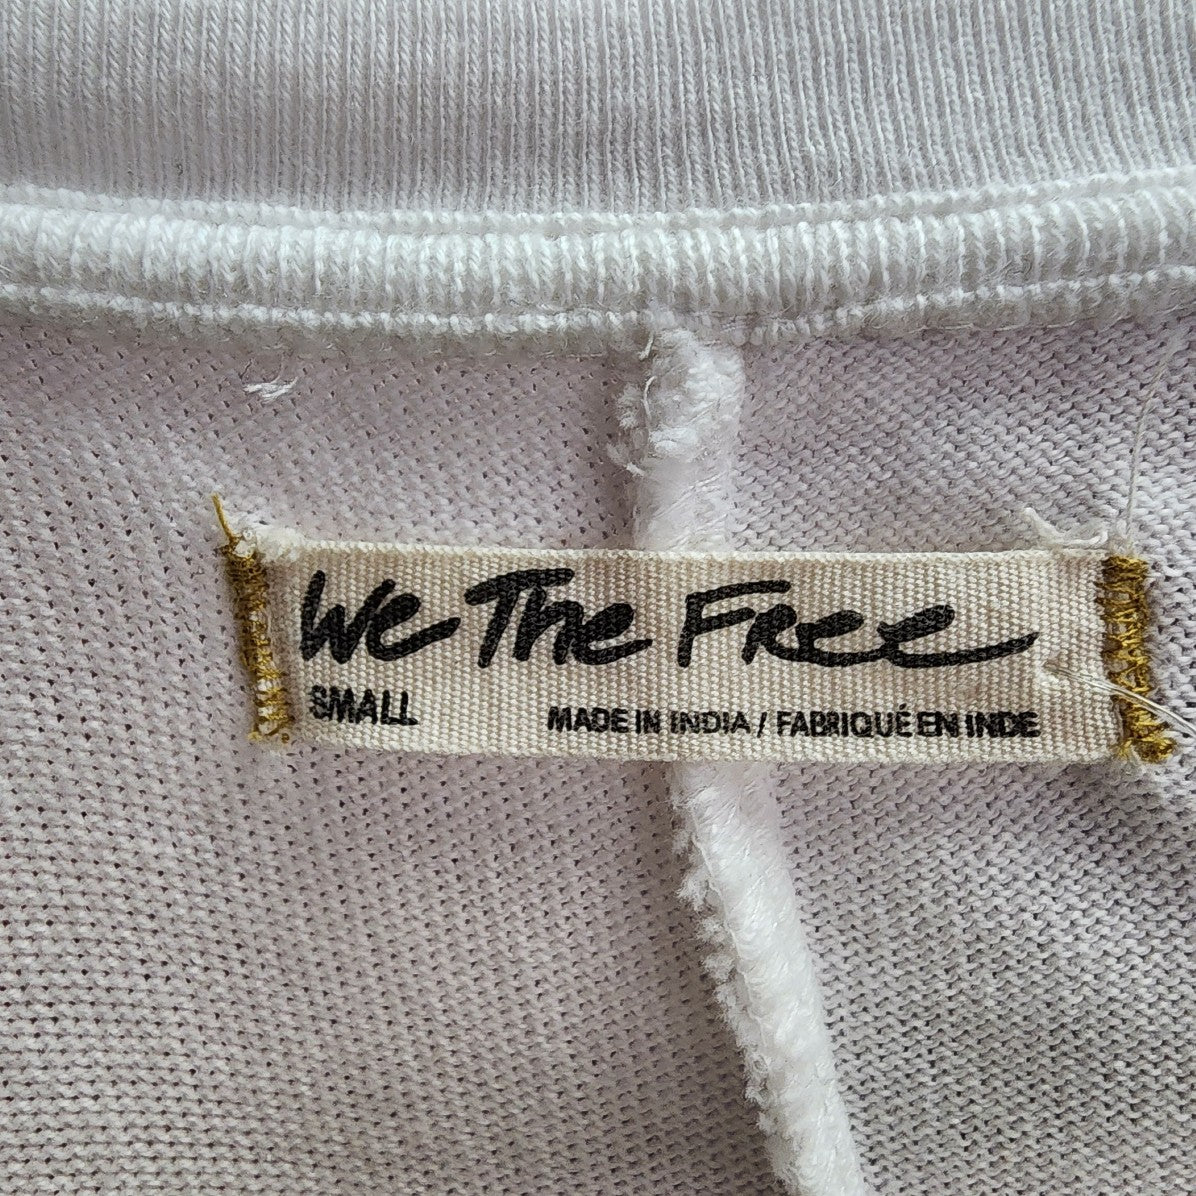 We The Free
SMALL MADE IN INDIA / FABRIQUÉ EN INDE